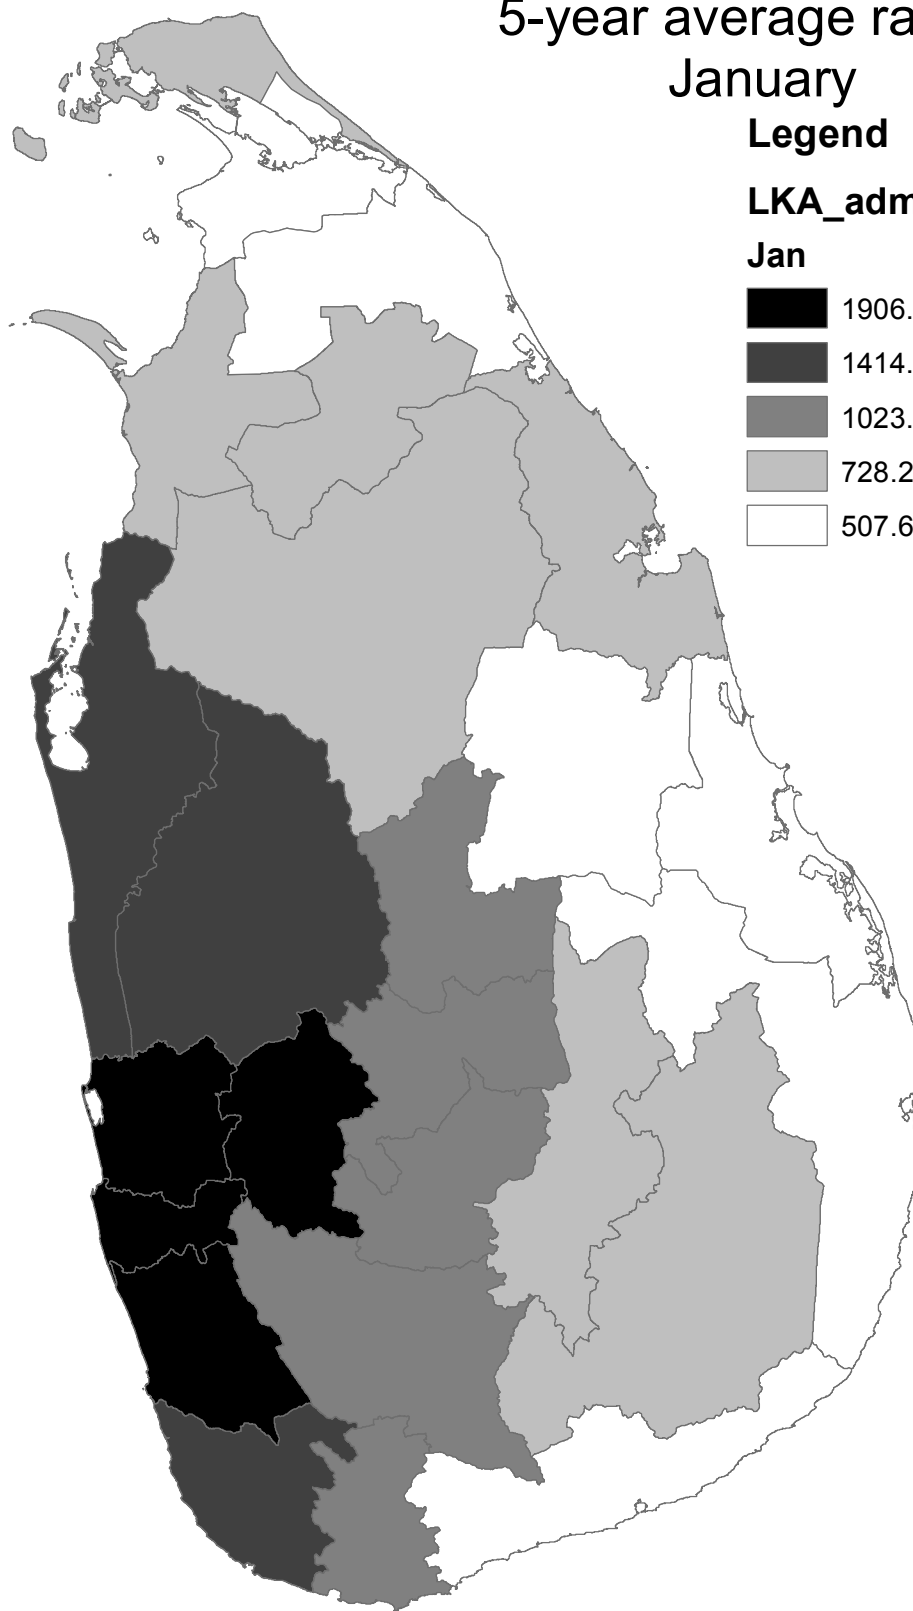 5-year average ra
January
Legend
LKA_adm
Jan
1906.
1414.
1023.
728.2
507.6